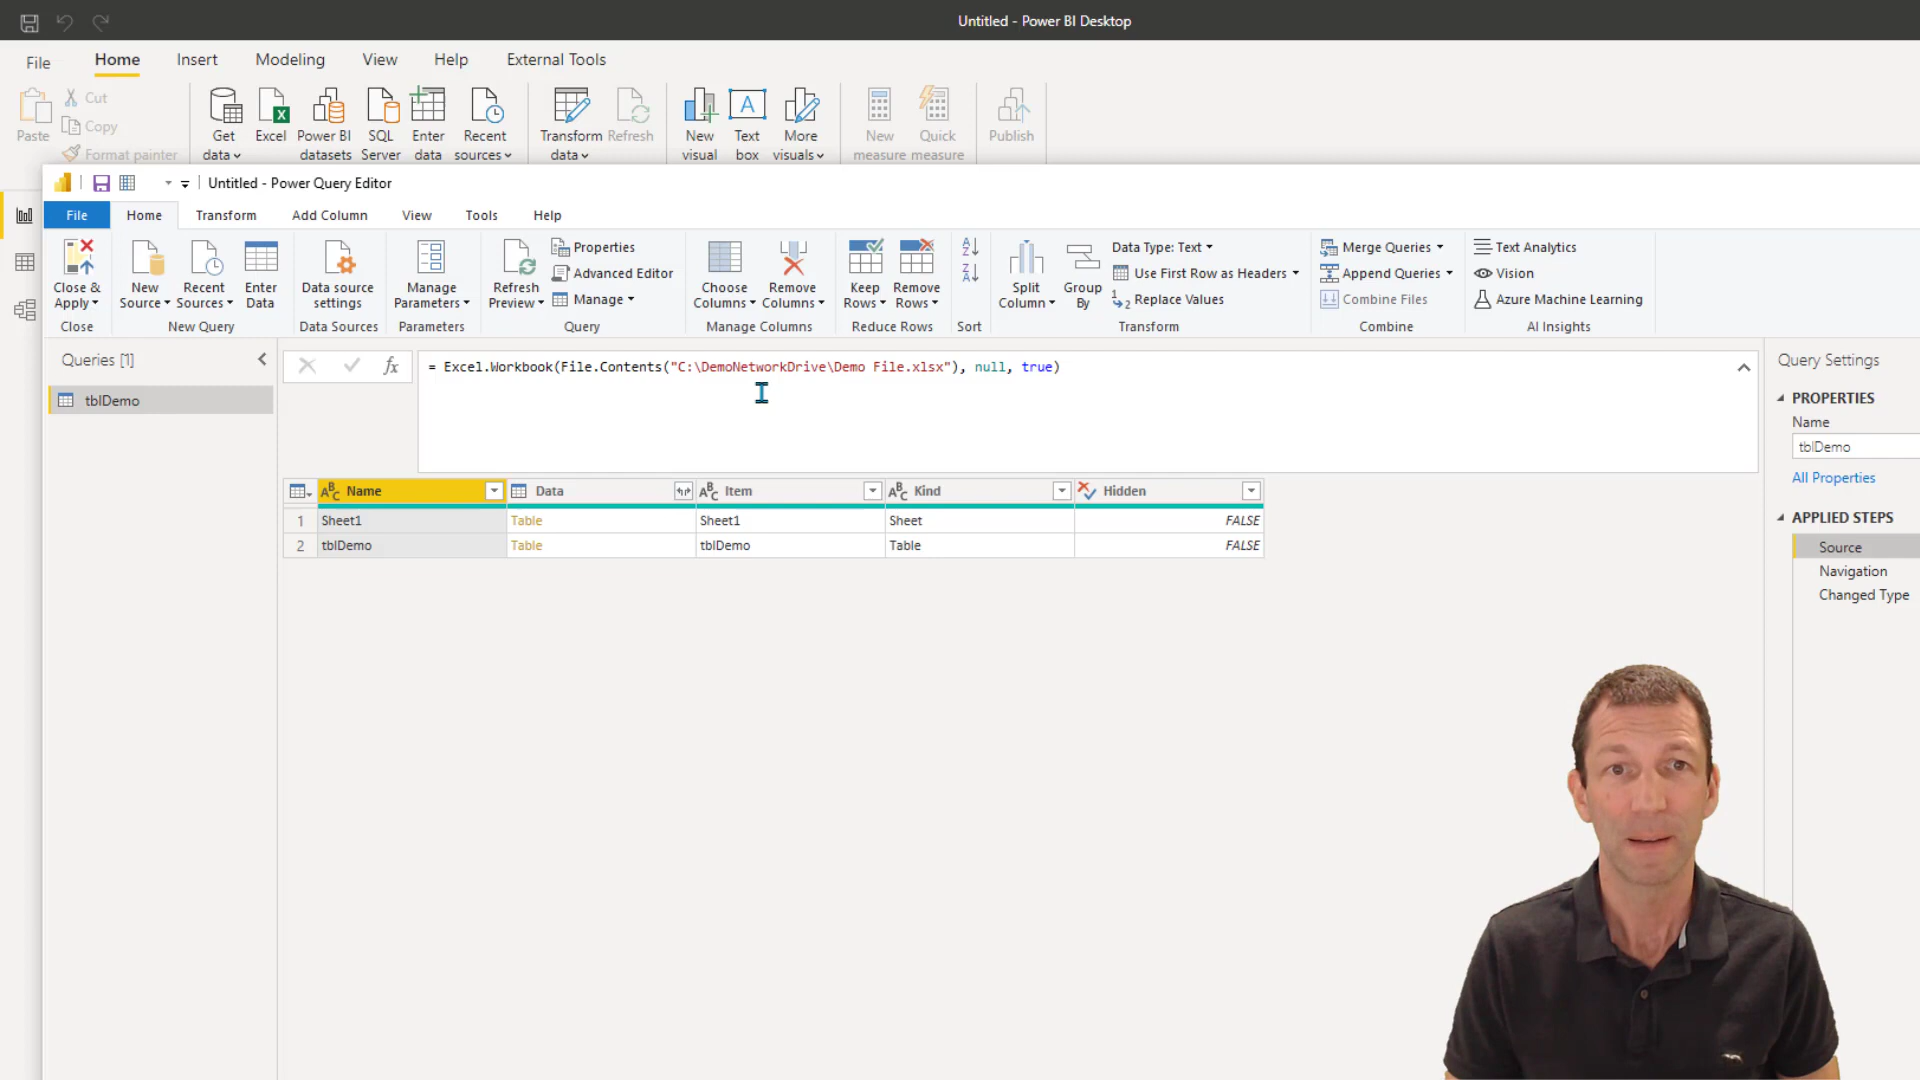 Untitled - Power BI Desktop
File Home Insert Modeling View Help External Tools
Paste Cut Copy Format painter
Get data Excel Power BI datasets SQL Server Enter data Recent sources Transform data Refresh New visual Text box More visuals New measure Quick measure Publish
Untitled - Power Query Editor
File Home Transform Add Column View Tools Help
Close & Apply New Source Recent Sources Enter Data Data source settings Manage Parameters Refresh Preview Properties Advanced Editor Manage Choose Columns Remove Columns Keep Rows Remove Rows Split Column Group By Data Type: Text Use First Row as Headers Replace Values Merge Queries Append Queries Combine Files Text Analytics Vision Azure Machine Learning
Close New Query Data Sources Parameters Query Manage Columns Reduce Rows Sort Transform Combine AI Insights
Queries [1]
tblDemo
fx = Excel.Workbook(File.Contents("C:\DemoNetworkDrive\Demo File.xlsx"), null, true)
Name Data Item Kind Hidden
1 Sheet1 Table Sheet1 Sheet FALSE
2 tblDemo Table tblDemo Table FALSE
Query Settings
PROPERTIES
Name
tblDemo
All Properties
APPLIED STEPS
Source
Navigation
Changed Type